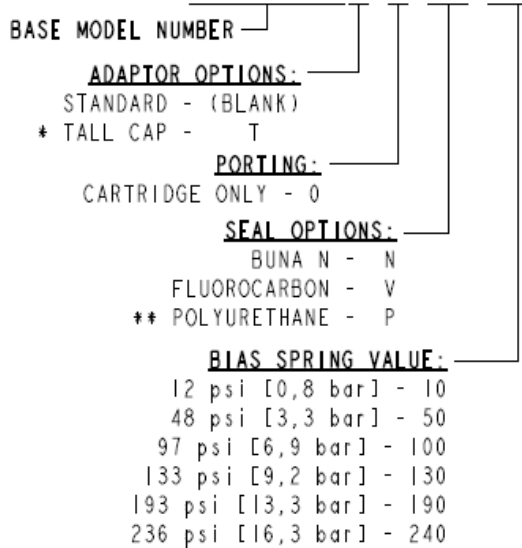 BASE MODEL NUMBER
ADAPTOR OPTIONS:
STANDARD - (BLANK)
* TALL CAP - T
PORTING:
CARTRIDGE ONLY - 0
SEAL OPTIONS:
BUNA N - N
FLUOROCARBON - V
** POLYURETHANE - P
BIAS SPRING VALUE:
12 psi [0,8 bar] - 10
48 psi [3,3 bar] - 50
97 psi [6,9 bar] - 100
133 psi [9,2 bar] - 130
193 psi [13,3 bar] - 190
236 psi [16,3 bar] - 240